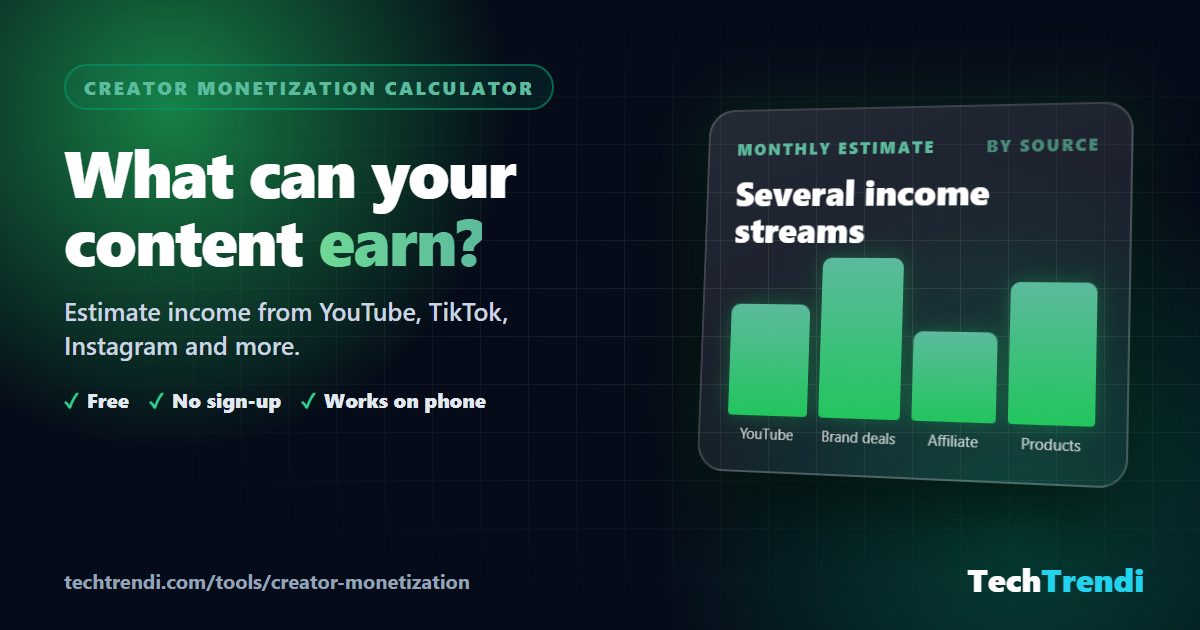 CREATOR MONETIZATION CALCULATOR
What can your
content earn?
Estimate income from YouTube, TikTok,
Instagram and more.
✓ Free ✓ No sign-up ✓ Works on phone
MONTHLY ESTIMATE BY SOURCE
Several income
streams
YouTube Brand deals Affiliate Products
techtrendi.com/tools/creator-monetization
TechTrendi